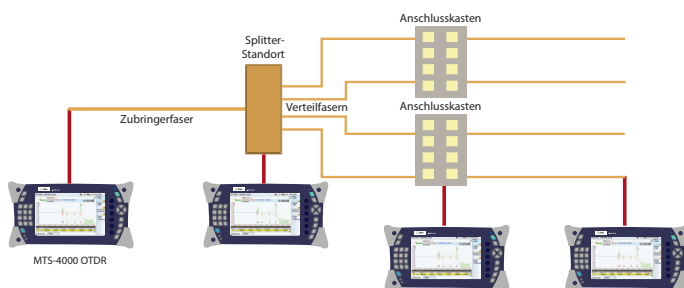 Anschlusskasten
Splitter-
Standort
Zubringerfaser
Verteilfasern
Anschlusskasten
MTS-4000 OTDR